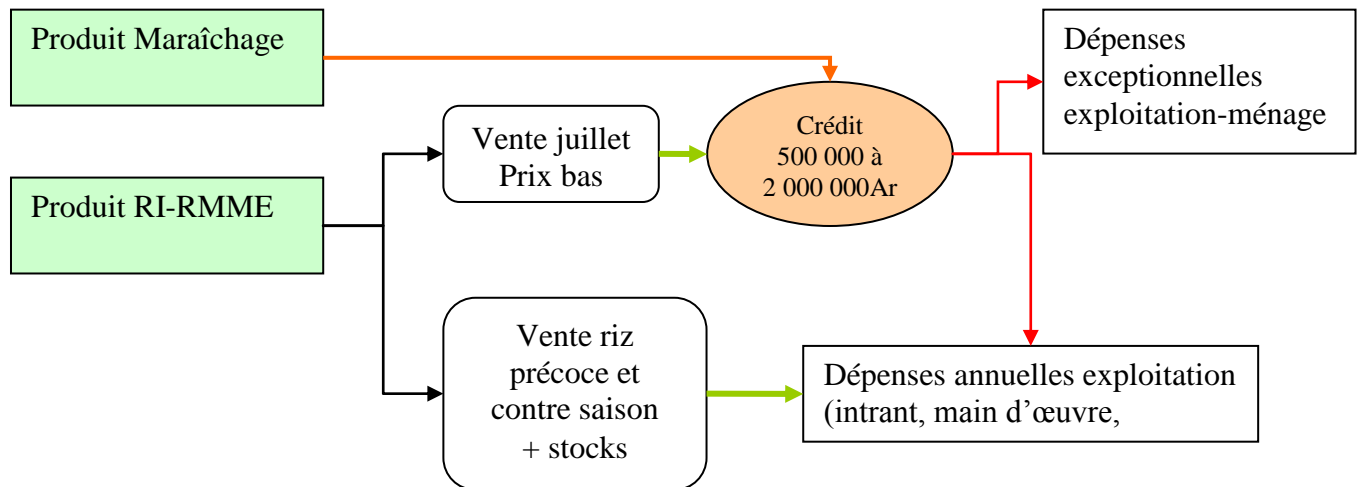 Produit Maraîchage
Dépenses
exceptionnelles
exploitation-ménage
Vente juillet
Prix bas
Crédit
500 000 à
2 000 000Ar
Produit RI-RMME
Vente riz
précoce et
contre saison
+ stocks
Dépenses annuelles exploitation
(intrant, main d’œuvre,